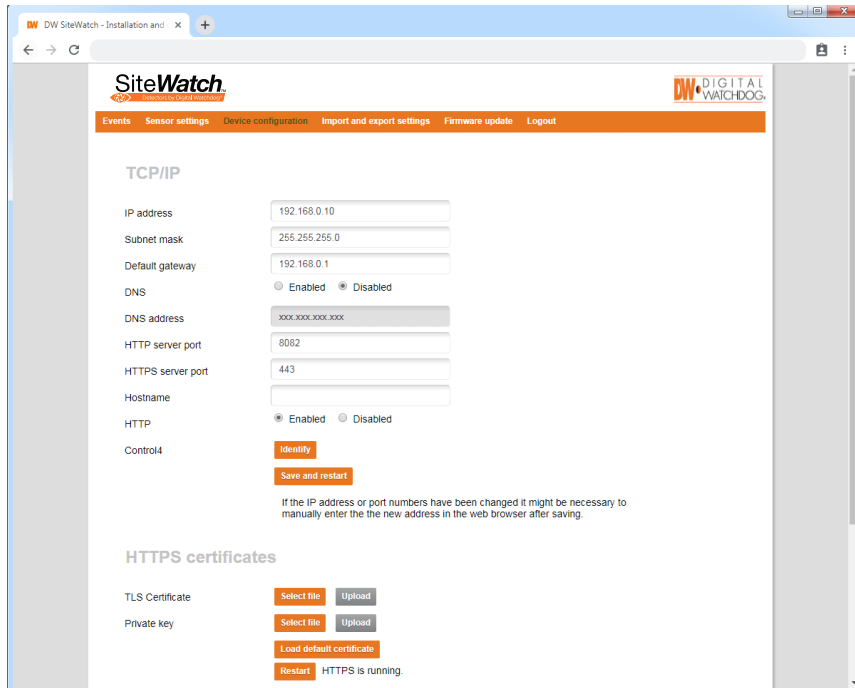 DW SiteWatch - Installation and
SiteWatch™
Detectors by Digital Watchdog
DW DIGITAL WATCHDOG®
Events Sensor settings Device configuration Import and export settings Firmware update Logout
TCP/IP
IP address 192.168.0.10
Subnet mask 255.255.255.0
Default gateway 192.168.0.1
DNS Enabled Disabled
DNS address xxx.xxx.xxx.xxx
HTTP server port 8082
HTTPS server port 443
Hostname
HTTP Enabled Disabled
Control4 Identify
Save and restart
If the IP address or port numbers have been changed it might be necessary to
manually enter the the new address in the web browser after saving.
HTTPS certificates
TLS Certificate Select file Upload
Private key Select file Upload
Load default certificate
Restart HTTPS is running.